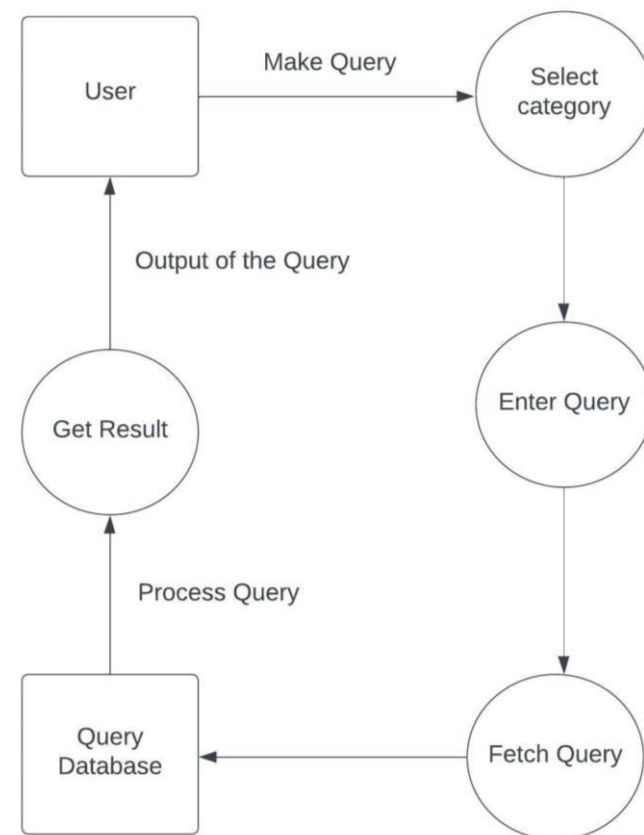 User
Make Query
Select
category
Output of the Query
Enter Query
Get Result
Process Query
Query
Database
Fetch Query